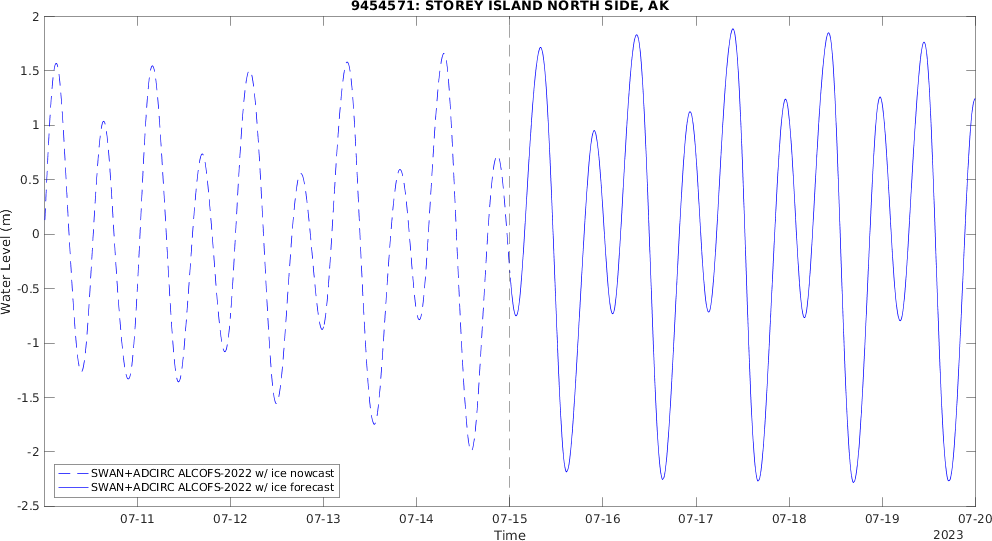 9454571: STOREY ISLAND NORTH SIDE, AK
2
1.5
1
0.5
0
-0.5
-1
-1.5
-2
-2.5
Water Level (m)
SWAN+ADCIRC ALCOFS-2022 w/ ice nowcast
SWAN+ADCIRC ALCOFS-2022 w/ ice forecast
07-11 07-12 07-13 07-14 07-15 07-16 07-17 07-18 07-19 07-20
Time
2023